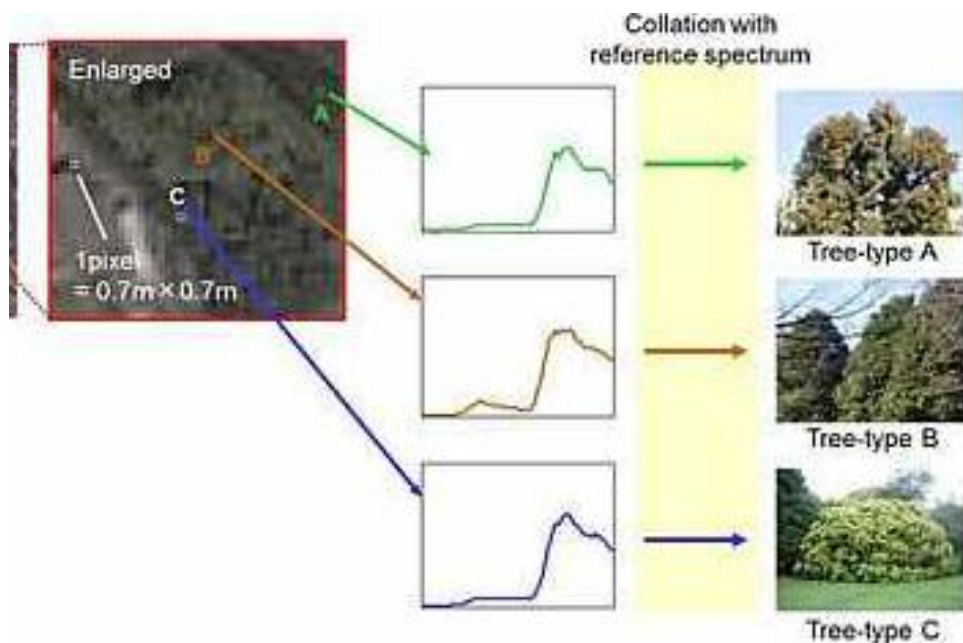 Collation with
reference spectrum
Enlarged
A
B
C
1pixel
= 0.7m×0.7m
Tree-type A
Tree-type B
Tree-type C